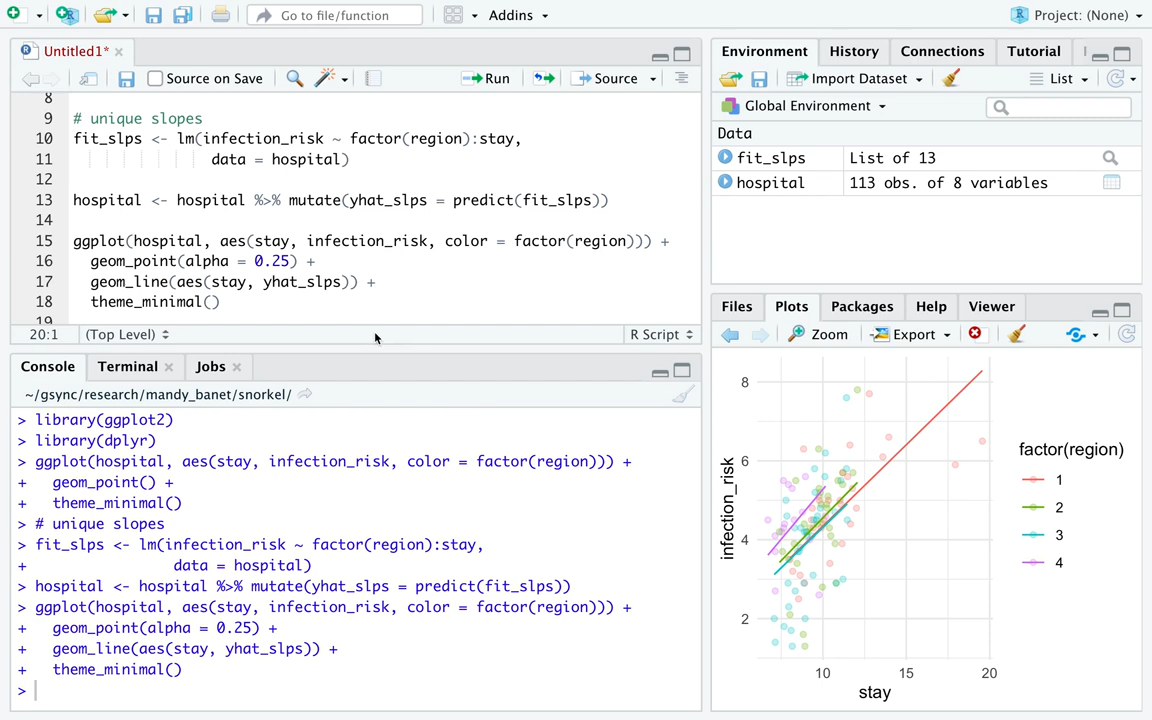 Go to file/function
Addins
Project: (None)
Untitled1*
Source on Save
Run
Source
8
9 # unique slopes
10 fit_slps <- lm(infection_risk ~ factor(region):stay,
11 data = hospital)
12
13 hospital <- hospital %>% mutate(yhat_slps = predict(fit_slps))
14
15 ggplot(hospital, aes(stay, infection_risk, color = factor(region))) +
16 geom_point(alpha = 0.25) +
17 geom_line(aes(stay, yhat_slps)) +
18 theme_minimal()
19
20:1 (Top Level) R Script
Console Terminal Jobs
~/gsync/research/mandy_banet/snorkel/
> library(ggplot2)
> library(dplyr)
> ggplot(hospital, aes(stay, infection_risk, color = factor(region))) +
+ geom_point() +
+ theme_minimal()
> # unique slopes
> fit_slps <- lm(infection_risk ~ factor(region):stay,
+ data = hospital)
> hospital <- hospital %>% mutate(yhat_slps = predict(fit_slps))
> ggplot(hospital, aes(stay, infection_risk, color = factor(region))) +
+ geom_point(alpha = 0.25) +
+ geom_line(aes(stay, yhat_slps)) +
+ theme_minimal()
>
Environment History Connections Tutorial
Import Dataset List
Global Environment
Data
fit_slps List of 13
hospital 113 obs. of 8 variables
Files Plots Packages Help Viewer
Zoom Export
8
6
4
2
infection_risk
10 15 20
stay
factor(region)
1
2
3
4